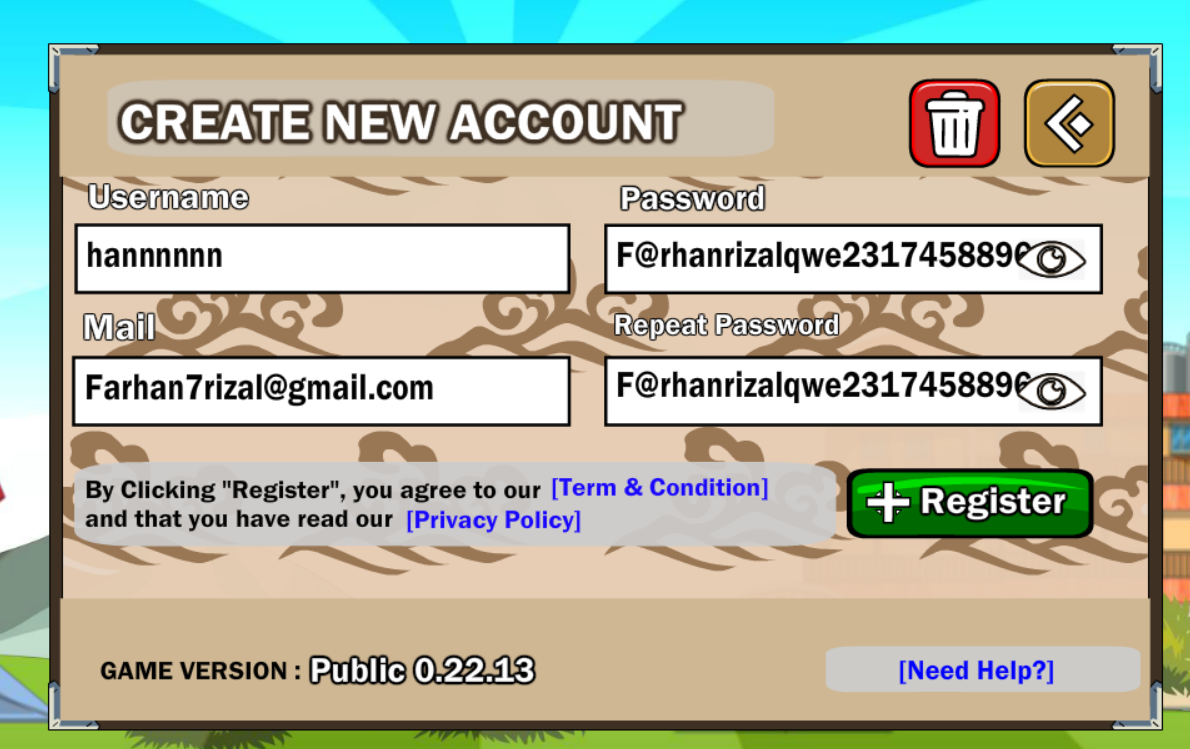 CREATE NEW ACCOUNT
Username
Password
hannnnnn
F@rhanrizalqwe2317458896
Mail
Repeat Password
Farhan7rizal@gmail.com
F@rhanrizalqwe2317458896
By Clicking "Register", you agree to our [Term & Condition]
and that you have read our [Privacy Policy]
Register
GAME VERSION : Public 0.22.13
[Need Help?]